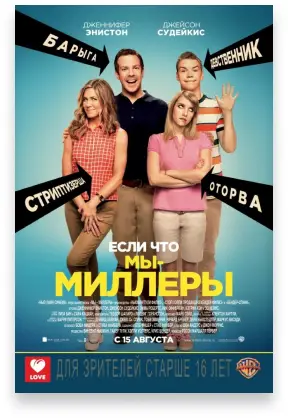 ДЖЕННИФЕР
ЭНИСТОН
ДЖЕЙСОН
СУДЕЙКИС
БАРЫГА
ДЕВСТВЕННИК
СТРИПТИЗЕРША
ОТОРВА
ЕСЛИ ЧТО
МЫ-
МИЛЛЕРЫ
С 15 АВГУСТА
LOVE
ДЛЯ ЗРИТЕЛЕЙ СТАРШЕ 16 ЛЕТ